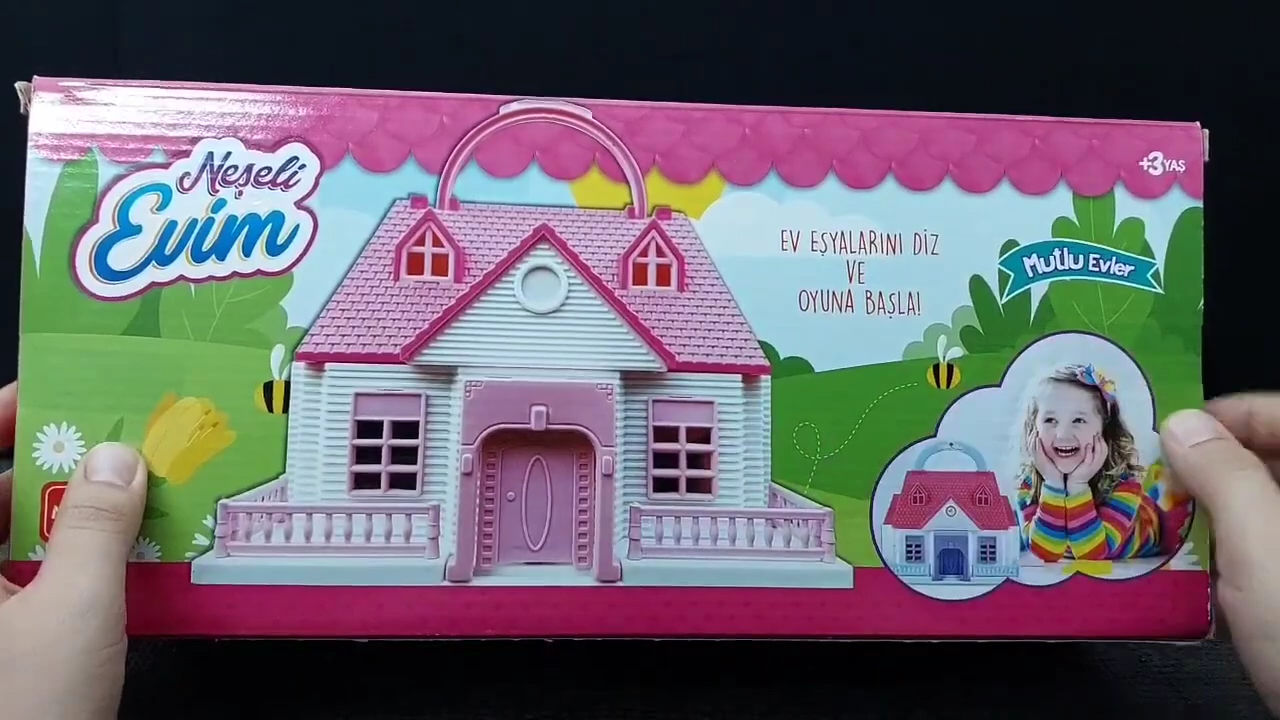 Neşeli
Evim
+3 YAŞ
EV EŞYALARINI DİZ
VE
OYUNA BAŞLA!
Mutlu Evler